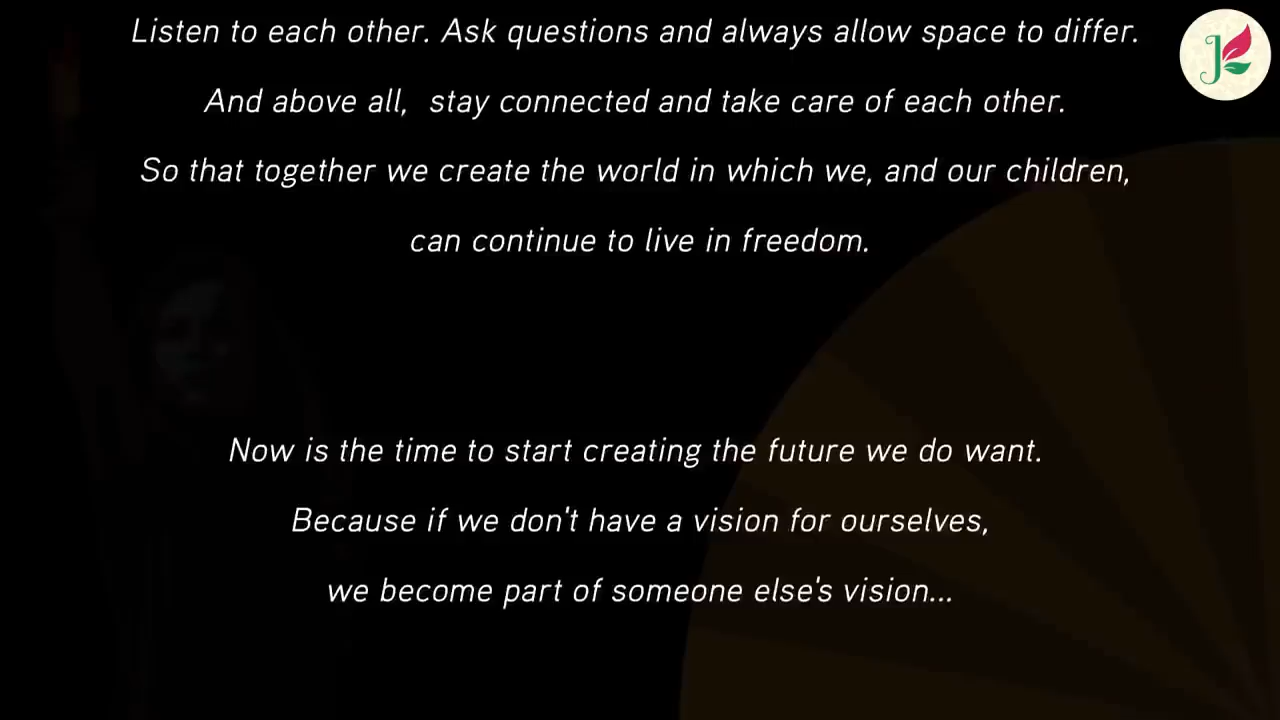 Listen to each other. Ask questions and always allow space to differ.
And above all, stay connected and take care of each other.
So that together we create the world in which we, and our children,
can continue to live in freedom.
Now is the time to start creating the future we do want.
Because if we don't have a vision for ourselves,
we become part of someone else's vision...